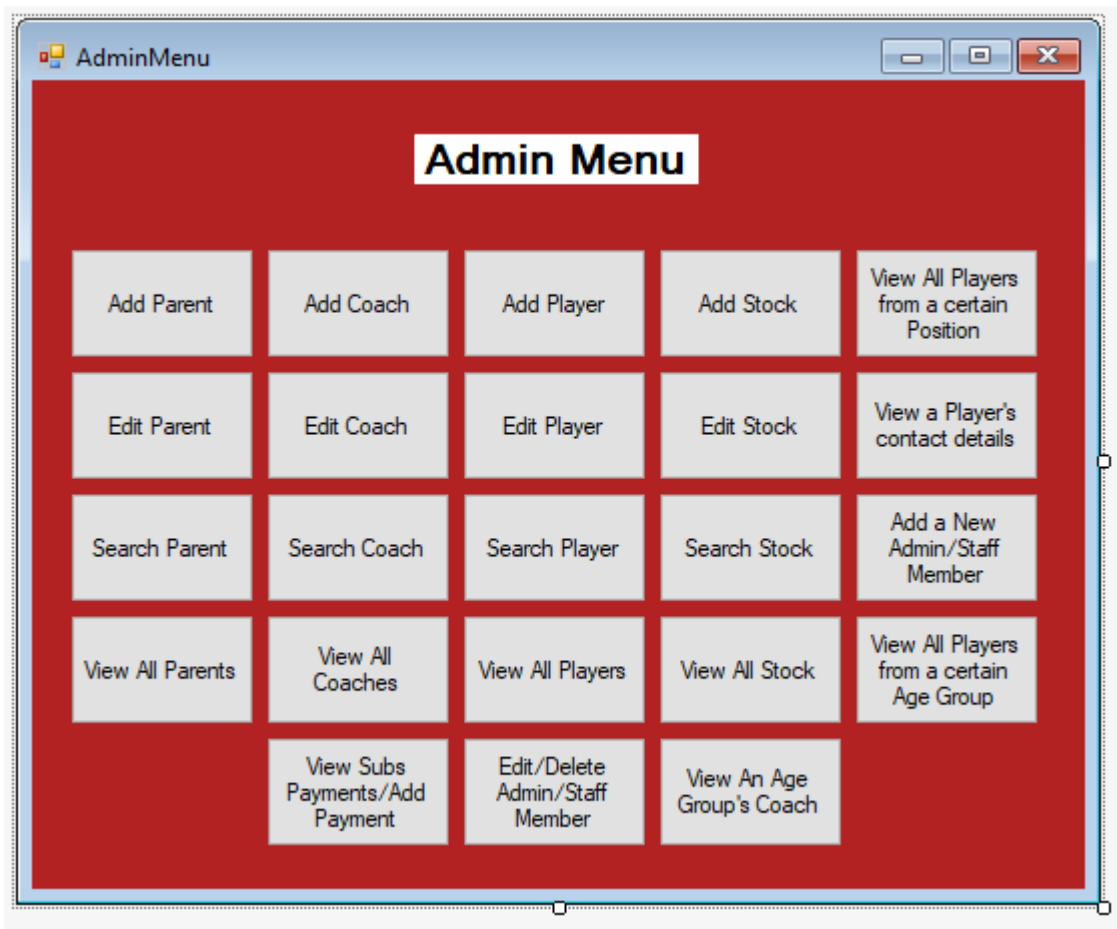 AdminMenu
Admin Menu
Add Parent
Add Coach
Add Player
Add Stock
View All Players
from a certain
Position
Edit Parent
Edit Coach
Edit Player
Edit Stock
View a Player's
contact details
Search Parent
Search Coach
Search Player
Search Stock
Add a New
Admin/Staff
Member
View All Parents
View All
Coaches
View All Players
View All Stock
View All Players
from a certain
Age Group
View Subs
Payments/Add
Payment
Edit/Delete
Admin/Staff
Member
View An Age
Group's Coach